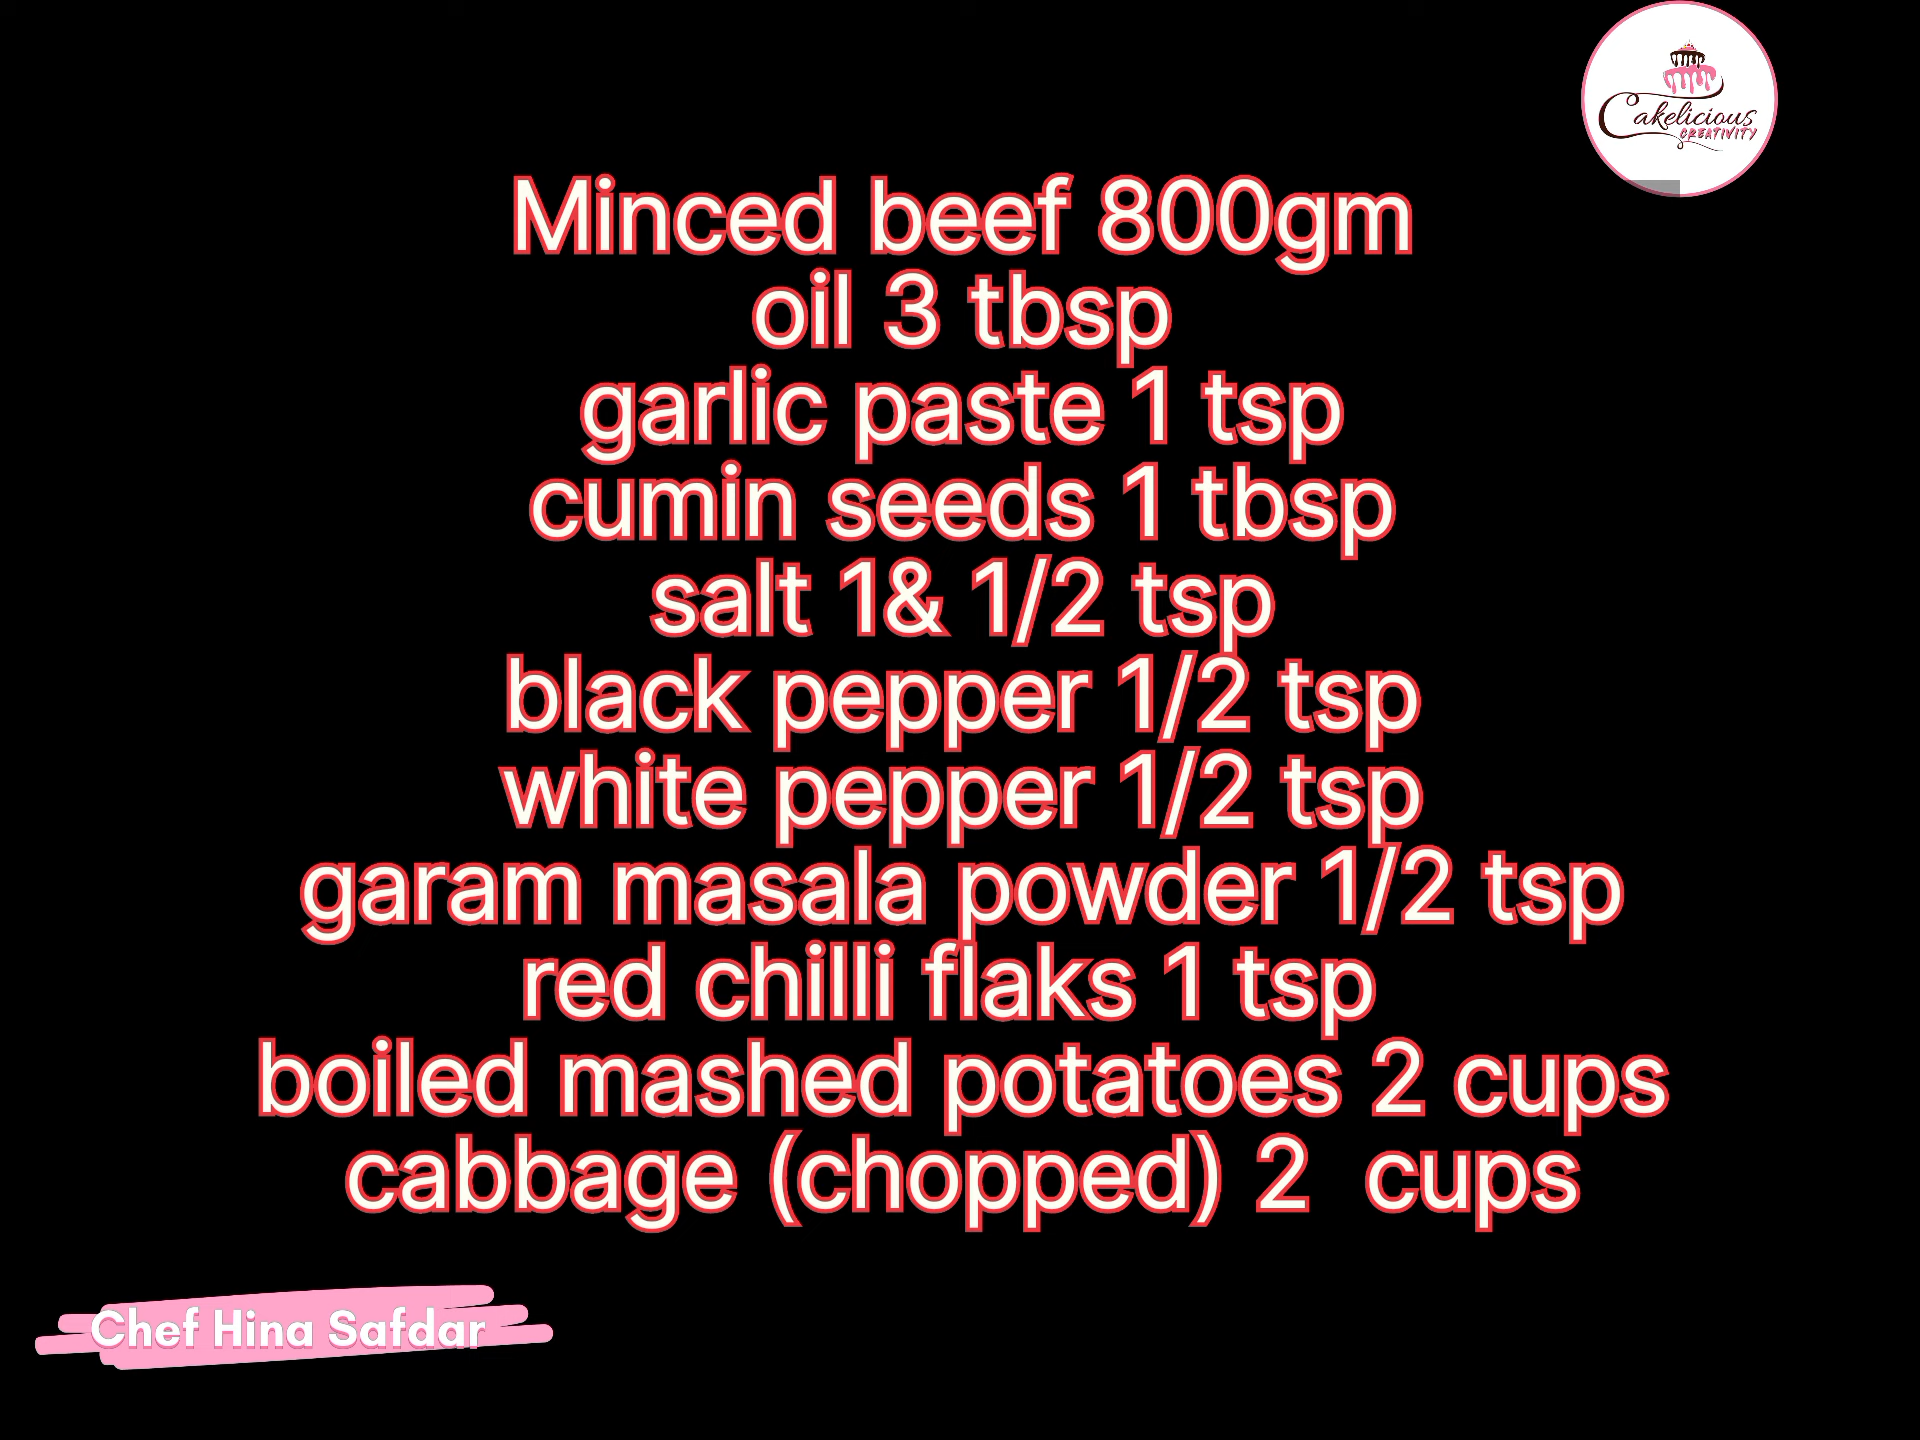 Cakelicious
CREATIVITY
Minced beef 800gm
oil 3 tbsp
garlic paste 1 tsp
cumin seeds 1 tbsp
salt 1& 1/2 tsp
black pepper 1/2 tsp
white pepper 1/2 tsp
garam masala powder 1/2 tsp
red chilli flaks 1 tsp
boiled mashed potatoes 2 cups
cabbage (chopped) 2  cups
Chef Hina Safdar